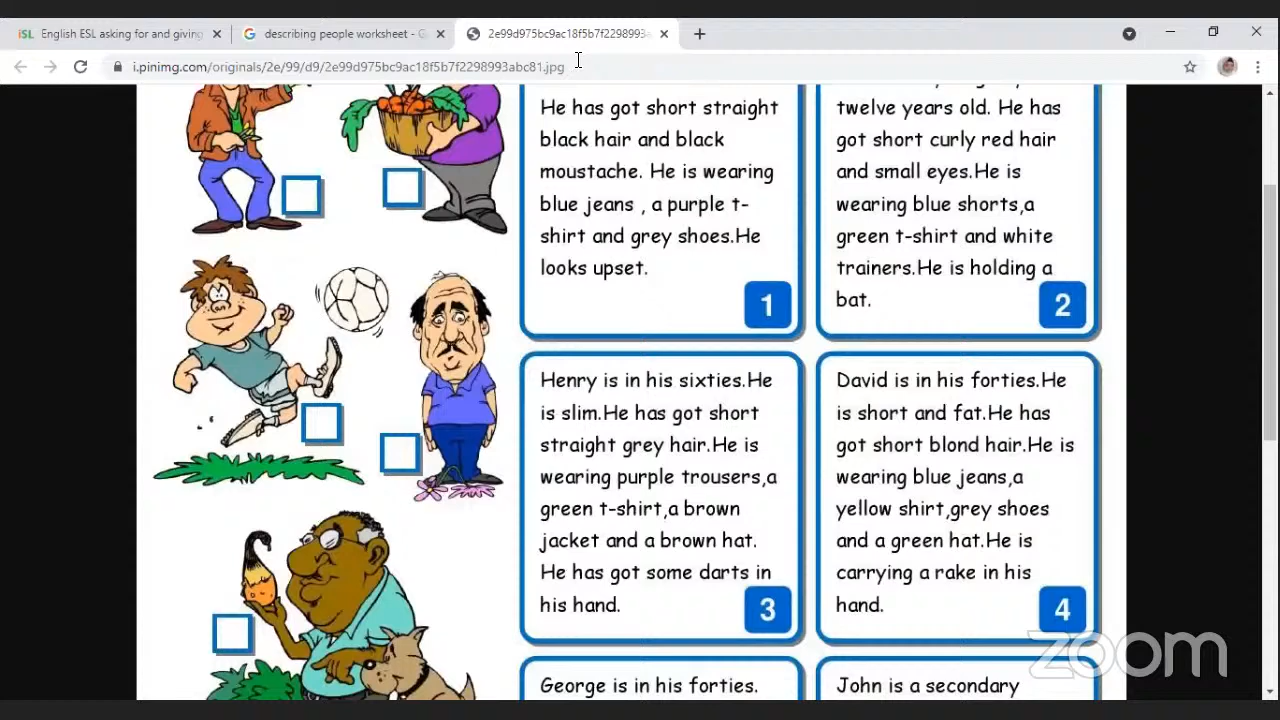 English ESL asking for and giving
describing people worksheet - G
2e99d975bc9ac18f5b7f2298993
i.pinimg.com/originals/2e/99/d9/2e99d975bc9ac18f5b7f2298993abc81.jpg
He has got short straight
black hair and black
moustache. He is wearing
blue jeans , a purple t-
shirt and grey shoes.He
looks upset.
1
twelve years old. He has
got short curly red hair
and small eyes.He is
wearing blue shorts,a
green t-shirt and white
trainers.He is holding a
bat.
2
Henry is in his sixties.He
is slim.He has got short
straight grey hair.He is
wearing purple trousers,a
green t-shirt,a brown
jacket and a brown hat.
He has got some darts in
his hand.
3
David is in his forties.He
is short and fat.He has
got short blond hair.He is
wearing blue jeans,a
yellow shirt,grey shoes
and a green hat.He is
carrying a rake in his
hand.
4
George is in his forties.
John is a secondary
zoom